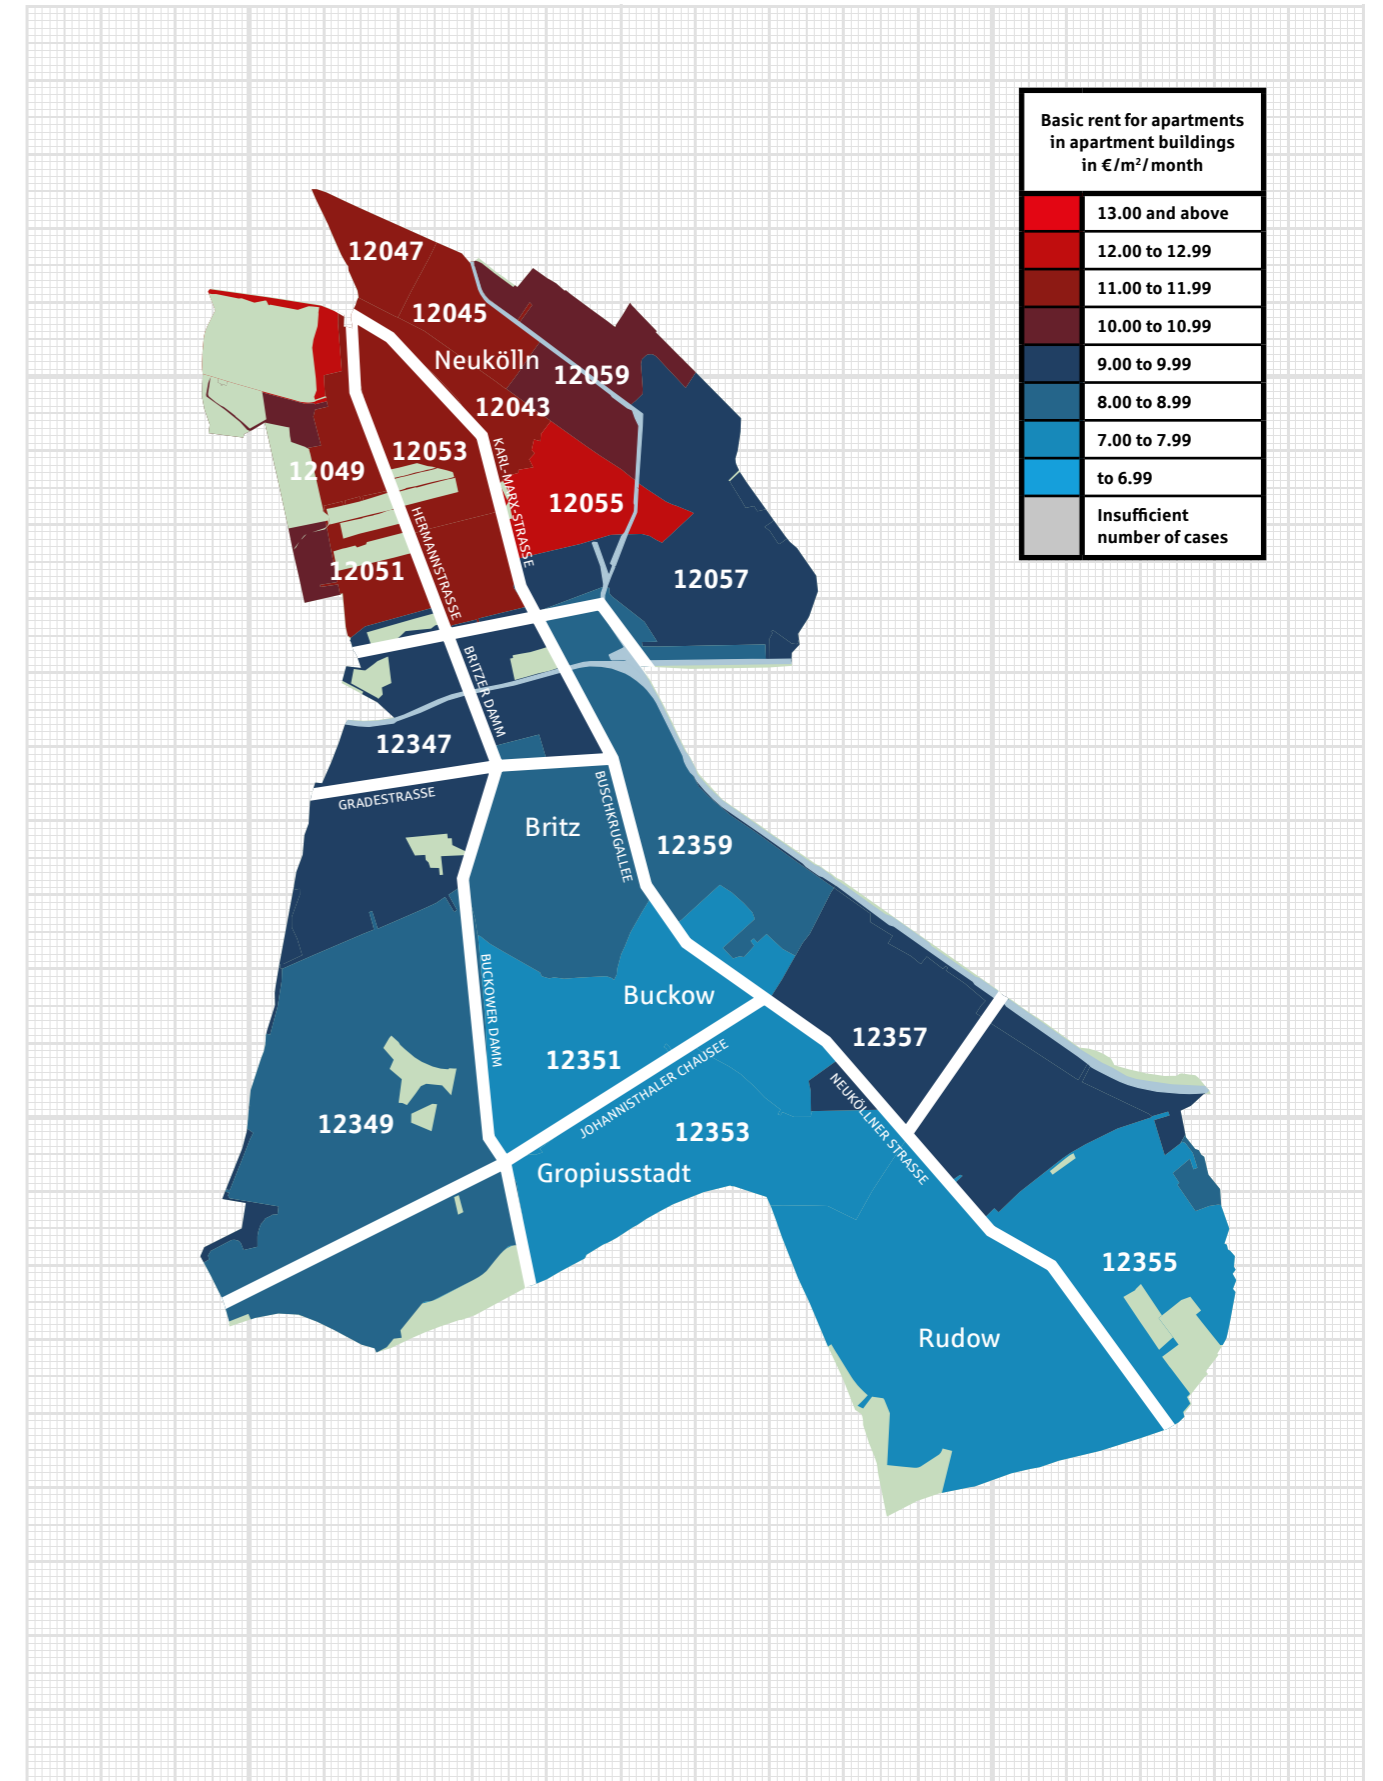 Basic rent for apartments
in apartment buildings
in €/m²/month
13.00 and above
12.00 to 12.99
11.00 to 11.99
10.00 to 10.99
9.00 to 9.99
8.00 to 8.99
7.00 to 7.99
to 6.99
Insufficient
number of cases
12047
12045
Neukölln
12059
12043
12053
12049
KARL-MARX-STRASSE
12055
HERMANNSTRASSE
12051
12057
BRITZER DAMM
12347
GRADESTRASSE
BUSCHKRUGALLEE
Britz
12359
BUCKOWER DAMM
Buckow
12357
12351
JOHANNISTHALER CHAUSEE
NEUKÖLLNER STRASSE
12349
12353
Gropiusstadt
12355
Rudow